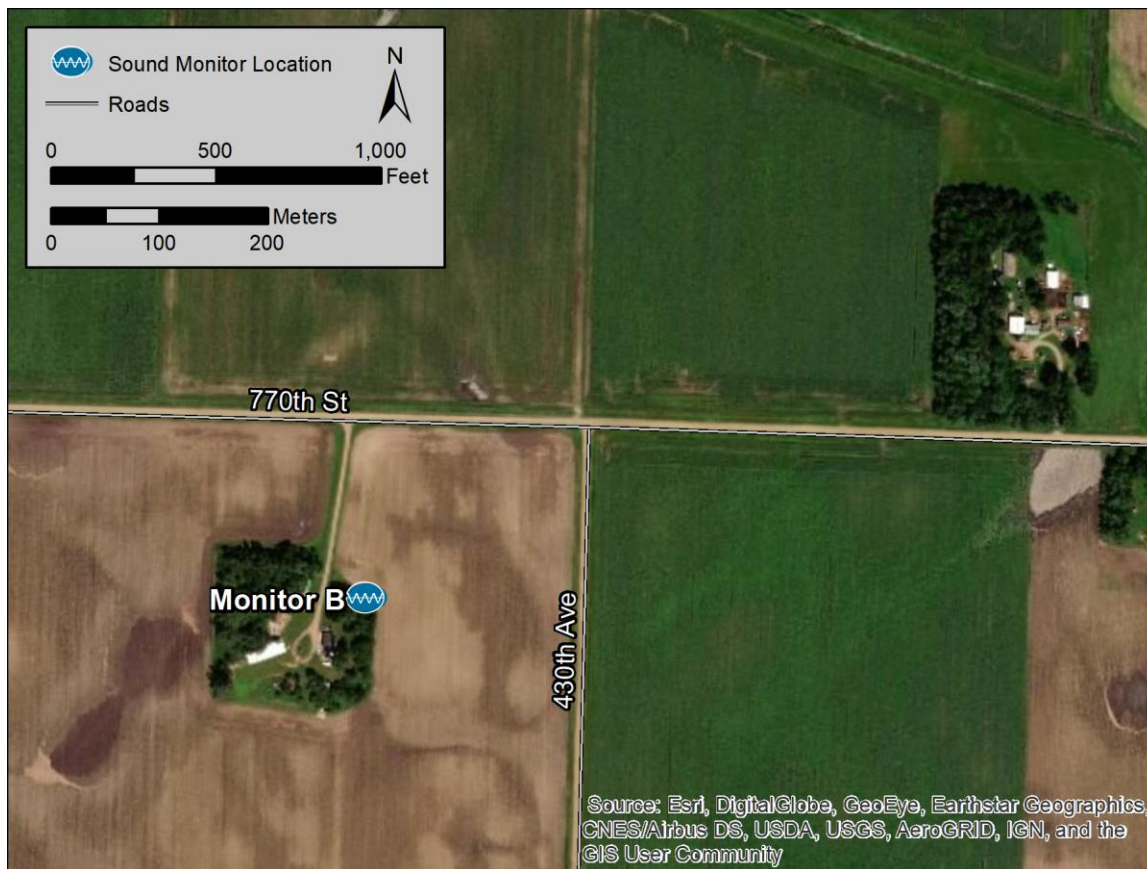 Sound Monitor Location
N
Roads
0 500 1,000
Feet
Meters
0 100 200
770th St
Monitor B
430th Ave
Source: Esri, DigitalGlobe, GeoEye, Earthstar Geographics,
CNES/Airbus DS, USDA, USGS, AeroGRID, IGN, and the
GIS User Community